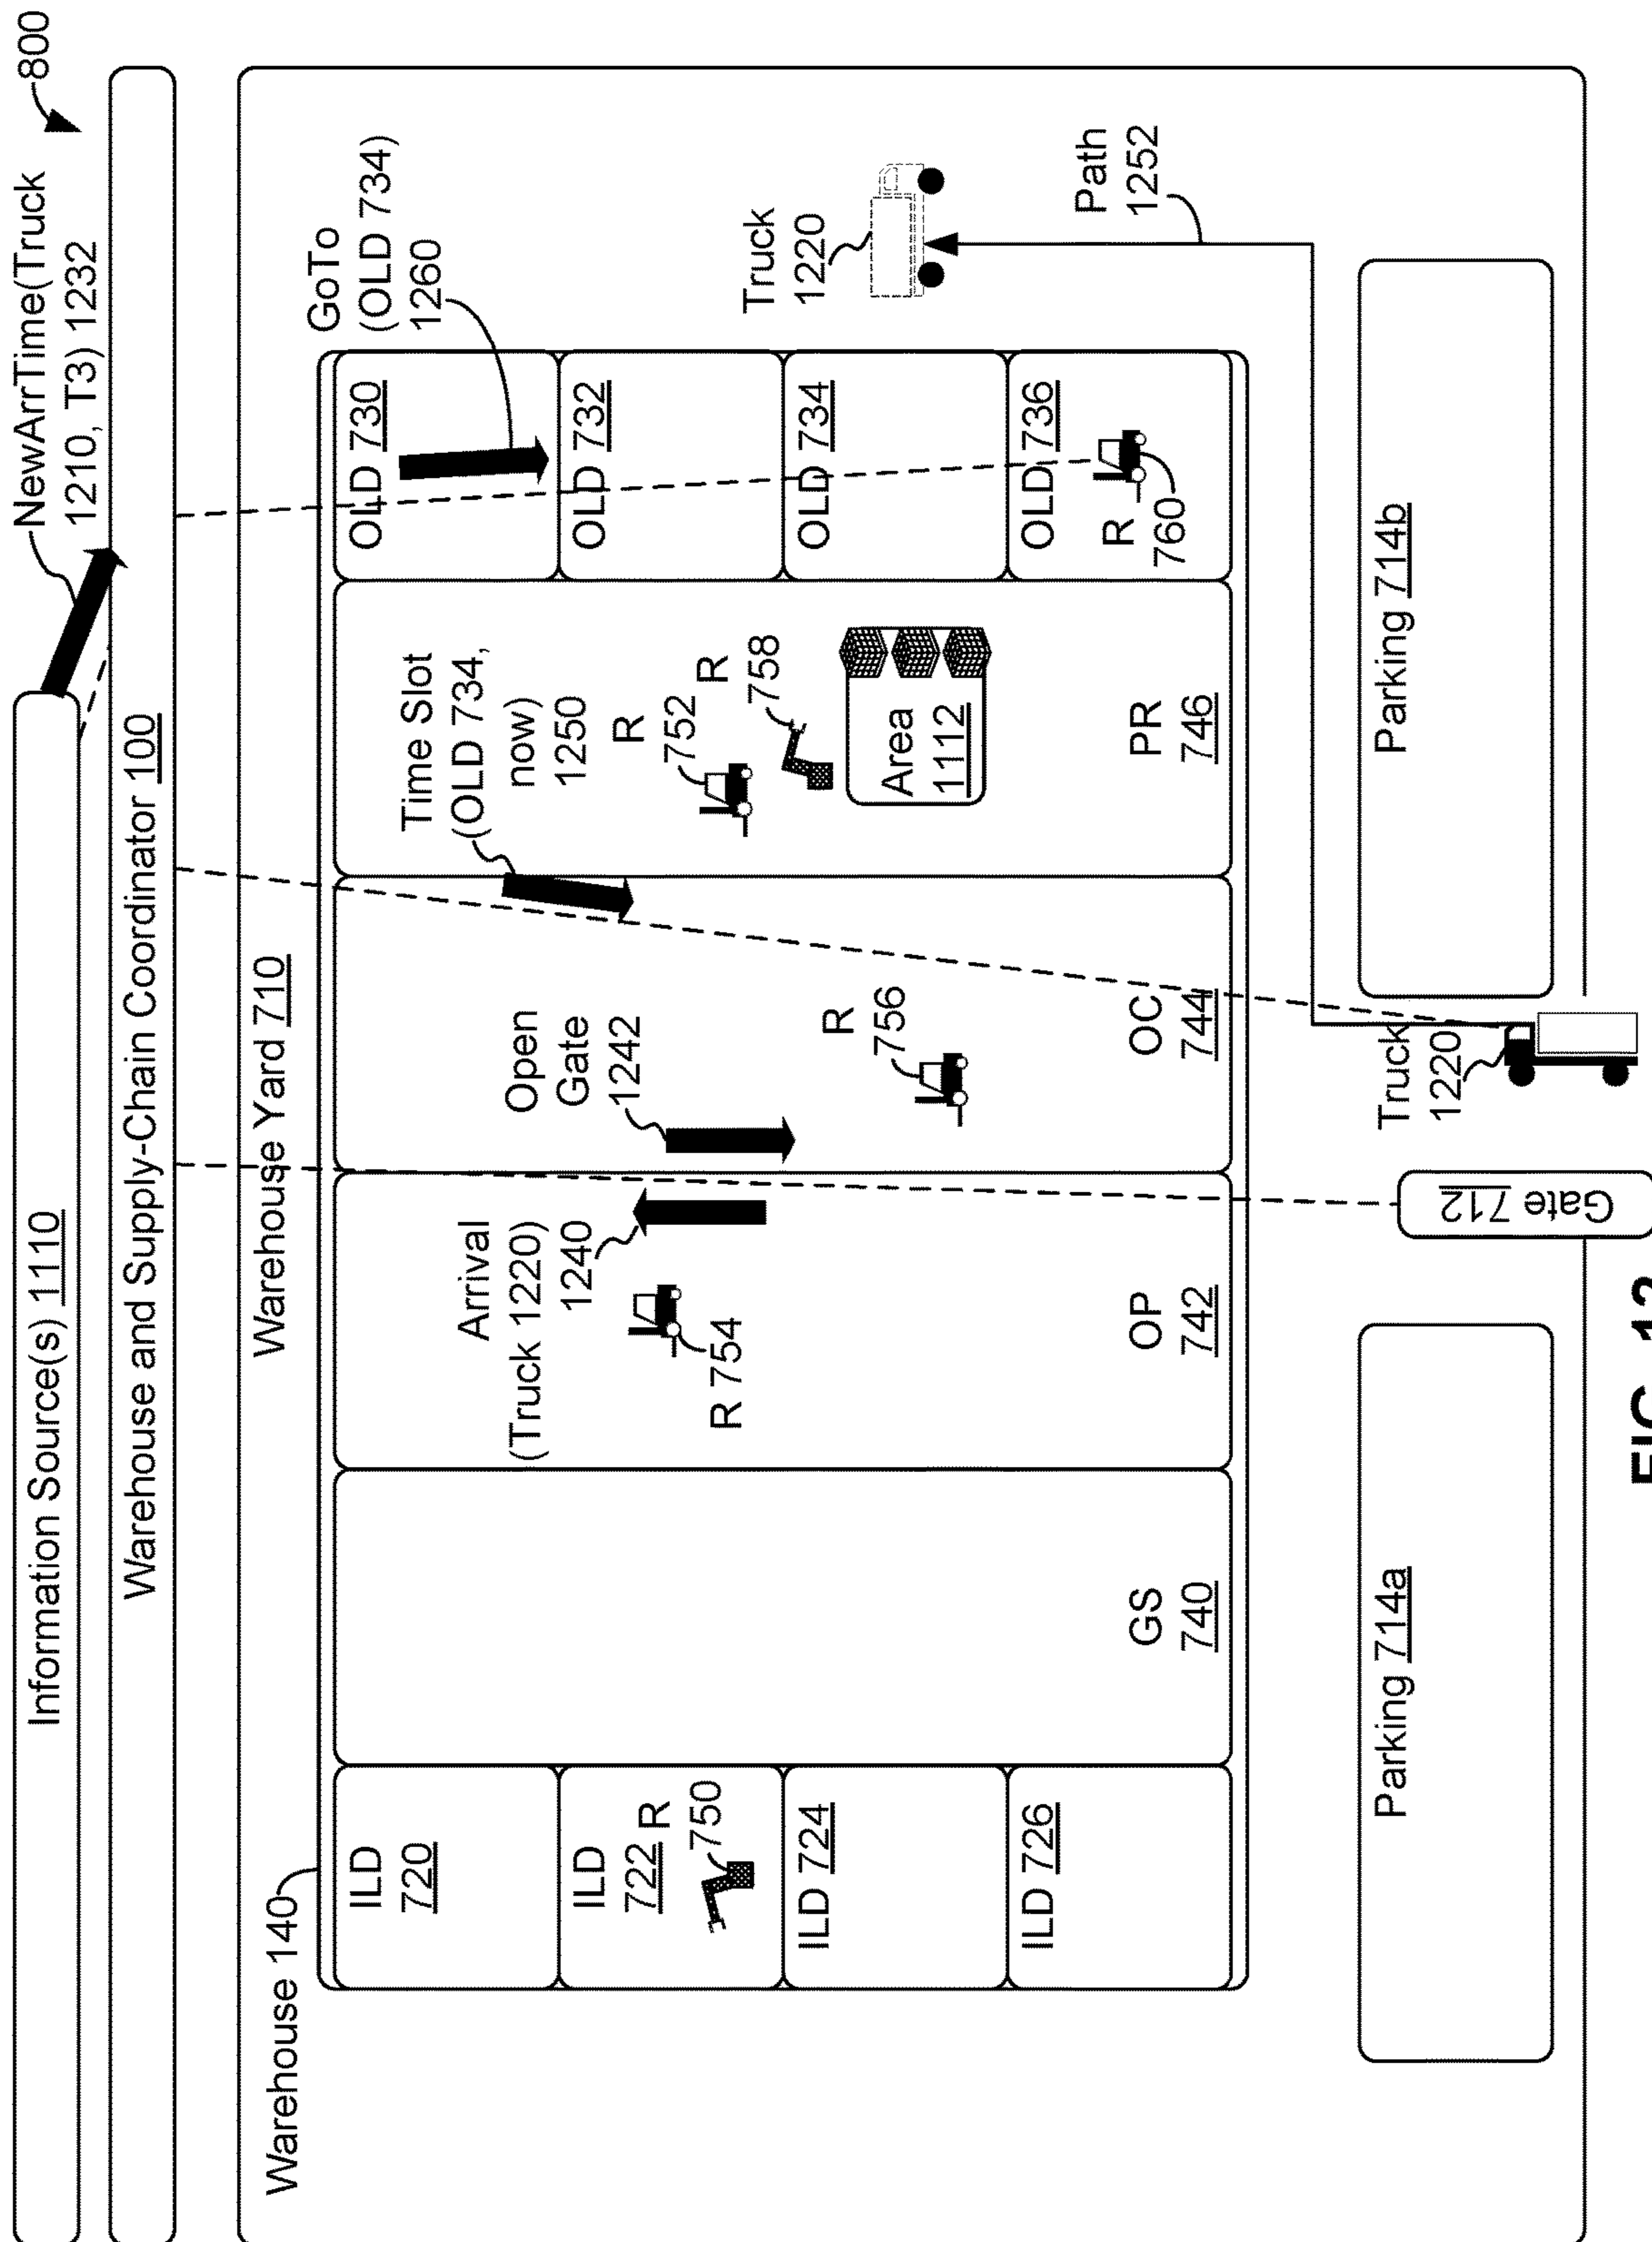 800
NewArrTime(Truck
1210, T3) 1232
Information Source(s) 1110
Warehouse and Supply-Chain Coordinator 100
Warehouse 140
Warehouse Yard 710
GoTo
(OLD 734)
1260
ILD
720
ILD
722
R
750
ILD 724
ILD 726
GS
740
Arrival
(Truck 1220)
1240
R 754
OP
742
Open
Gate
1242
R
756
OC
744
Time Slot
(OLD 734,
now)
1250
R
752
R
758
Area
1112
PR
746
OLD 730
OLD 732
OLD 734
OLD 736
R
760
Truck
1220
Path
1252
Parking 714a
Gate 712
Truck
1220
Parking 714b